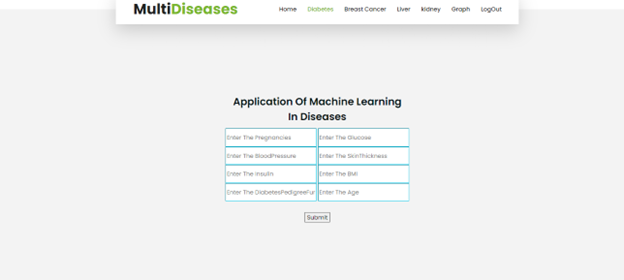 MultiDiseases Home Diabetes Breast Cancer Liver kidney Graph LogOut
Application Of Machine Learning
In Diseases
Enter The Pregnancies Enter The Glucose
Enter The BloodPressure Enter The SkinThickness
Enter The Insulin Enter The BMI
Enter The DiabetesPedigreeFun Enter The Age
Submit